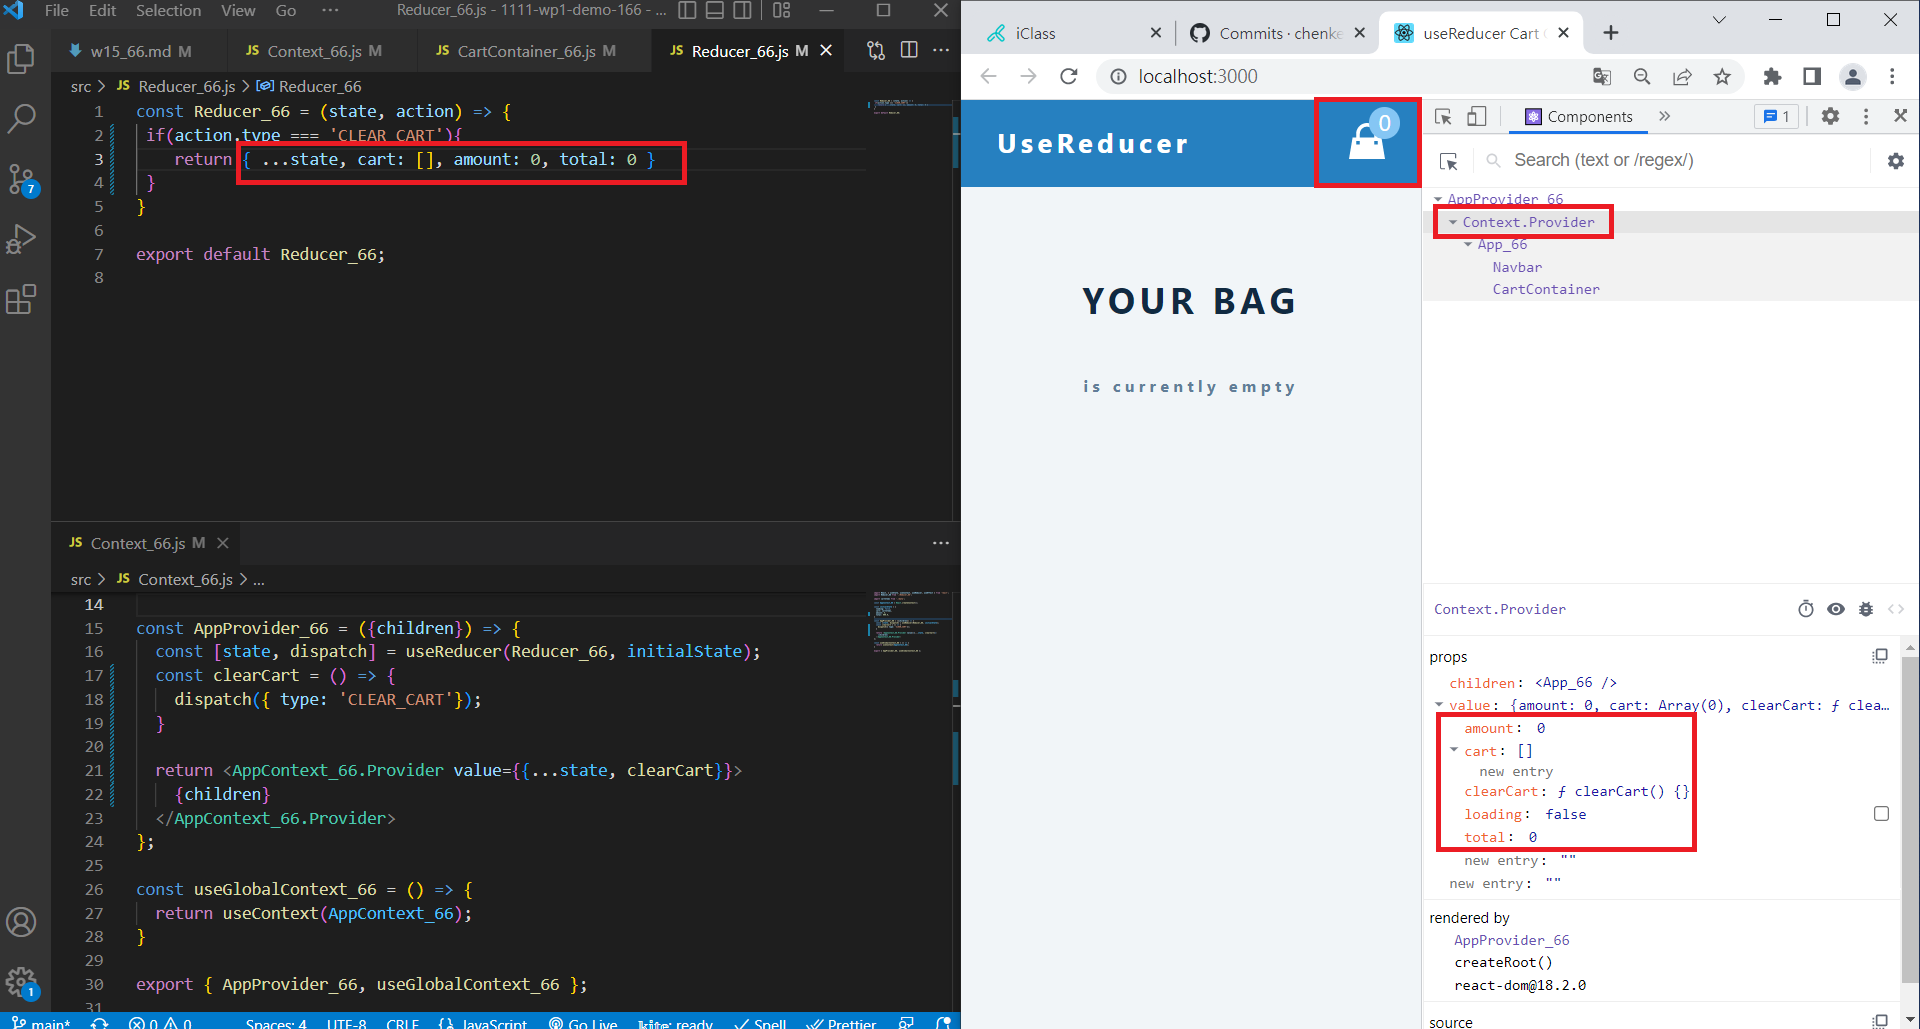 File Edit Selection View Go ··· Reducer_66.js - 1111-wp1-demo-166 - ...
w15_66.md M JS Context_66.js M JS CartContainer_66.js M JS Reducer_66.js M
src > JS Reducer_66.js > Reducer_66
1 const Reducer_66 = (state, action) => {
2 if(action.type === 'CLEAR_CART'){
3 return { ...state, cart: [], amount: 0, total: 0 }
4 }
5 }
6
7 export default Reducer_66;
8
7
JS Context_66.js M
src > JS Context_66.js > ...
14
15 const AppProvider_66 = ({children}) => {
16 const [state, dispatch] = useReducer(Reducer_66, initialState);
17 const clearCart = () => {
18 dispatch({ type: 'CLEAR_CART'});
19 }
20
21 return <AppContext_66.Provider value={{...state, clearCart}}>
22 {children}
23 </AppContext_66.Provider>
24 };
25
26 const useGlobalContext_66 = () => {
27 return useContext(AppContext_66);
28 }
29
30 export { AppProvider_66, useGlobalContext_66 };
31
1
main* 0 0 Spaces: 4 UTF-8 CRLF {} JavaScript Go Live kite: ready Spell Prettier
iClass Commits · chenke useReducer Cart
localhost:3000
UseReducer
0
YOUR BAG
is currently empty
Components » 1
Search (text or /regex/)
AppProvider_66
Context.Provider
App_66
Navbar
CartContainer
Context.Provider
props
children: <App_66 />
value: {amount: 0, cart: Array(0), clearCart: ƒ clea…
amount: 0
cart: []
new entry
clearCart: ƒ clearCart() {}
loading: false
total: 0
new entry: ""
new entry: ""
rendered by
AppProvider_66
createRoot()
react-dom@18.2.0
source